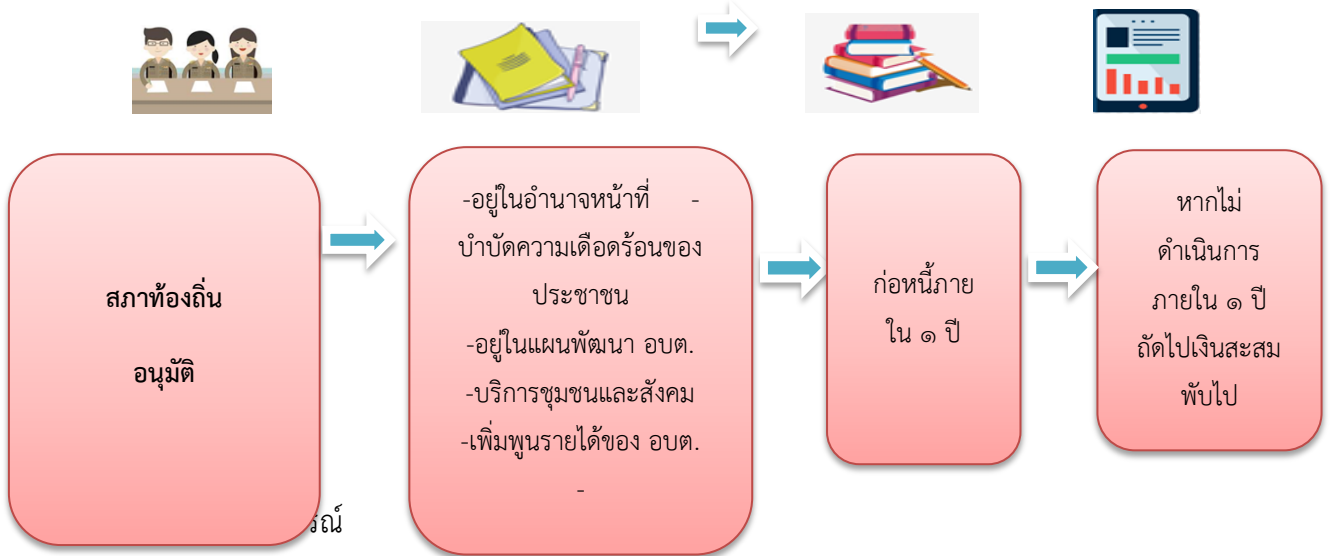 สภาท้องถิ่น
อนุมัติ
-อยู่ในอำนาจหน้าที่ -
บำบัดความเดือดร้อนของ
ประชาชน
-อยู่ในแผนพัฒนา อบต.
-บริการชุมชนและสังคม
-เพิ่มพูนรายได้ของ อบต.
-
ก่อหนี้ภาย
ใน ๑ ปี
หากไม่
ดำเนินการ
ภายใน ๑ ปี
ถัดไปเงินสะสม
พับไป